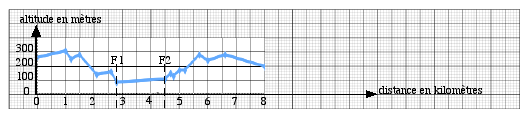 altitude en mètres
300
F1 F2
200
100
0
0 1 2 3 4 5 6 7 8
distance en kilomètres